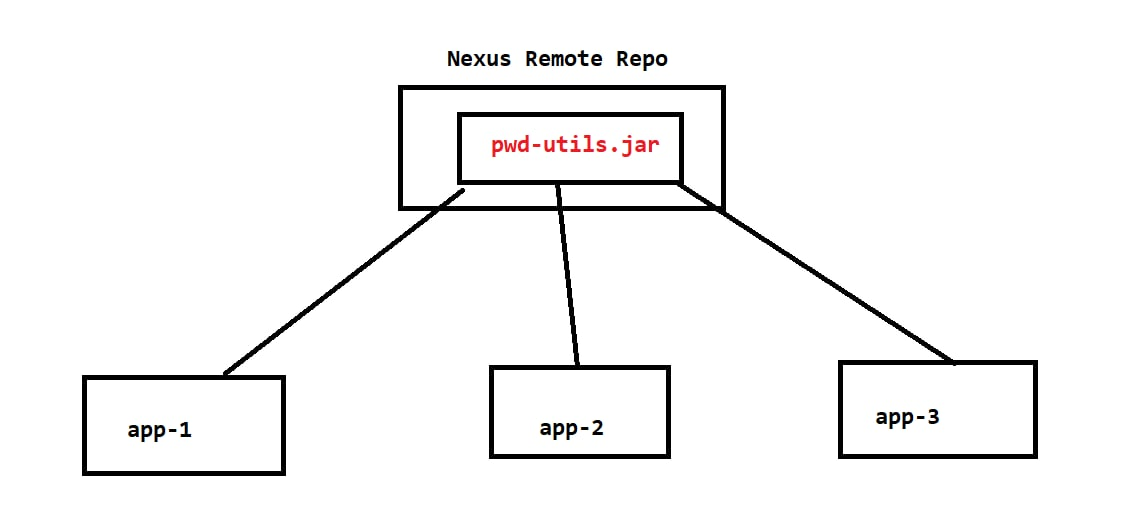 Nexus Remote Repo
pwd-utils.jar
app-1
app-2
app-3